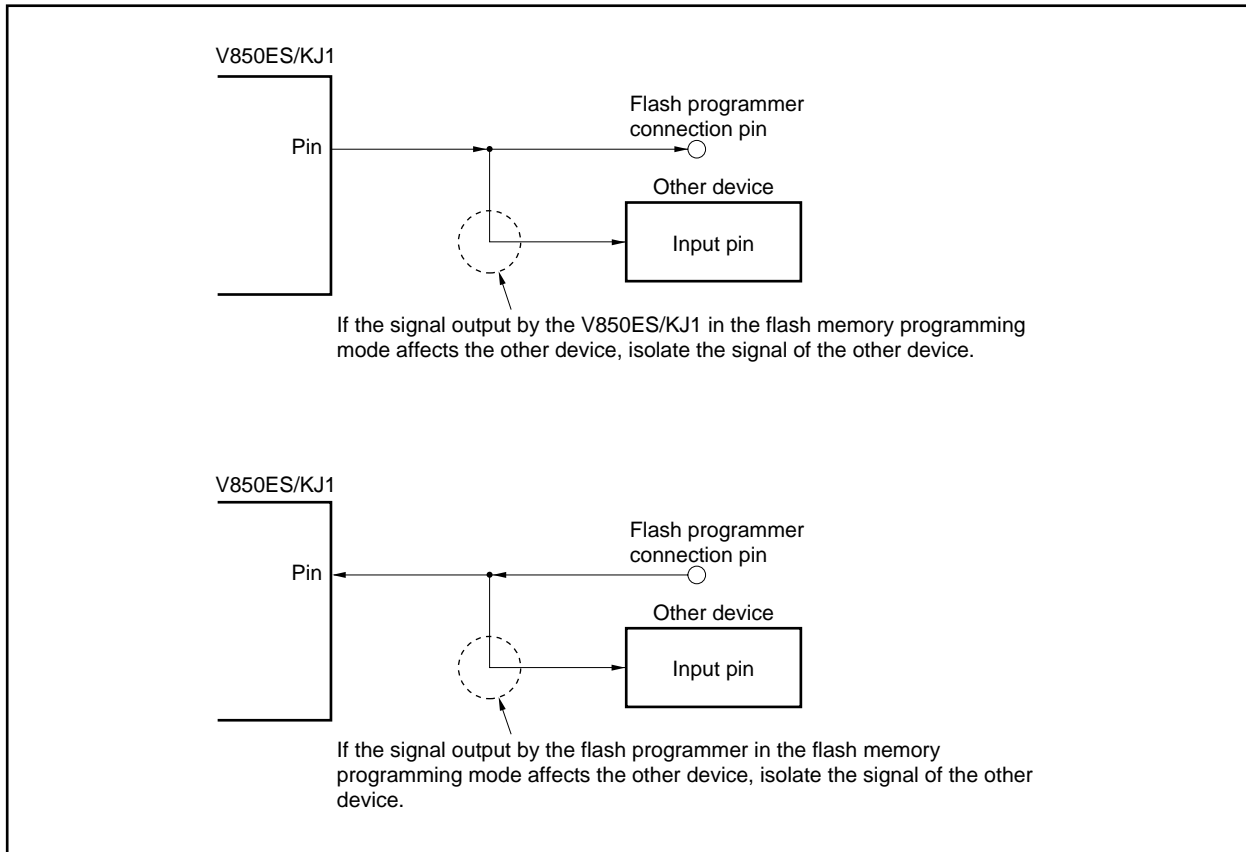 V850ES/KJ1
Flash programmer
connection pin
Pin
Other device
Input pin
If the signal output by the V850ES/KJ1 in the flash memory programming
mode affects the other device, isolate the signal of the other device.
V850ES/KJ1
Flash programmer
connection pin
Pin
Other device
Input pin
If the signal output by the flash programmer in the flash memory
programming mode affects the other device, isolate the signal of the other
device.